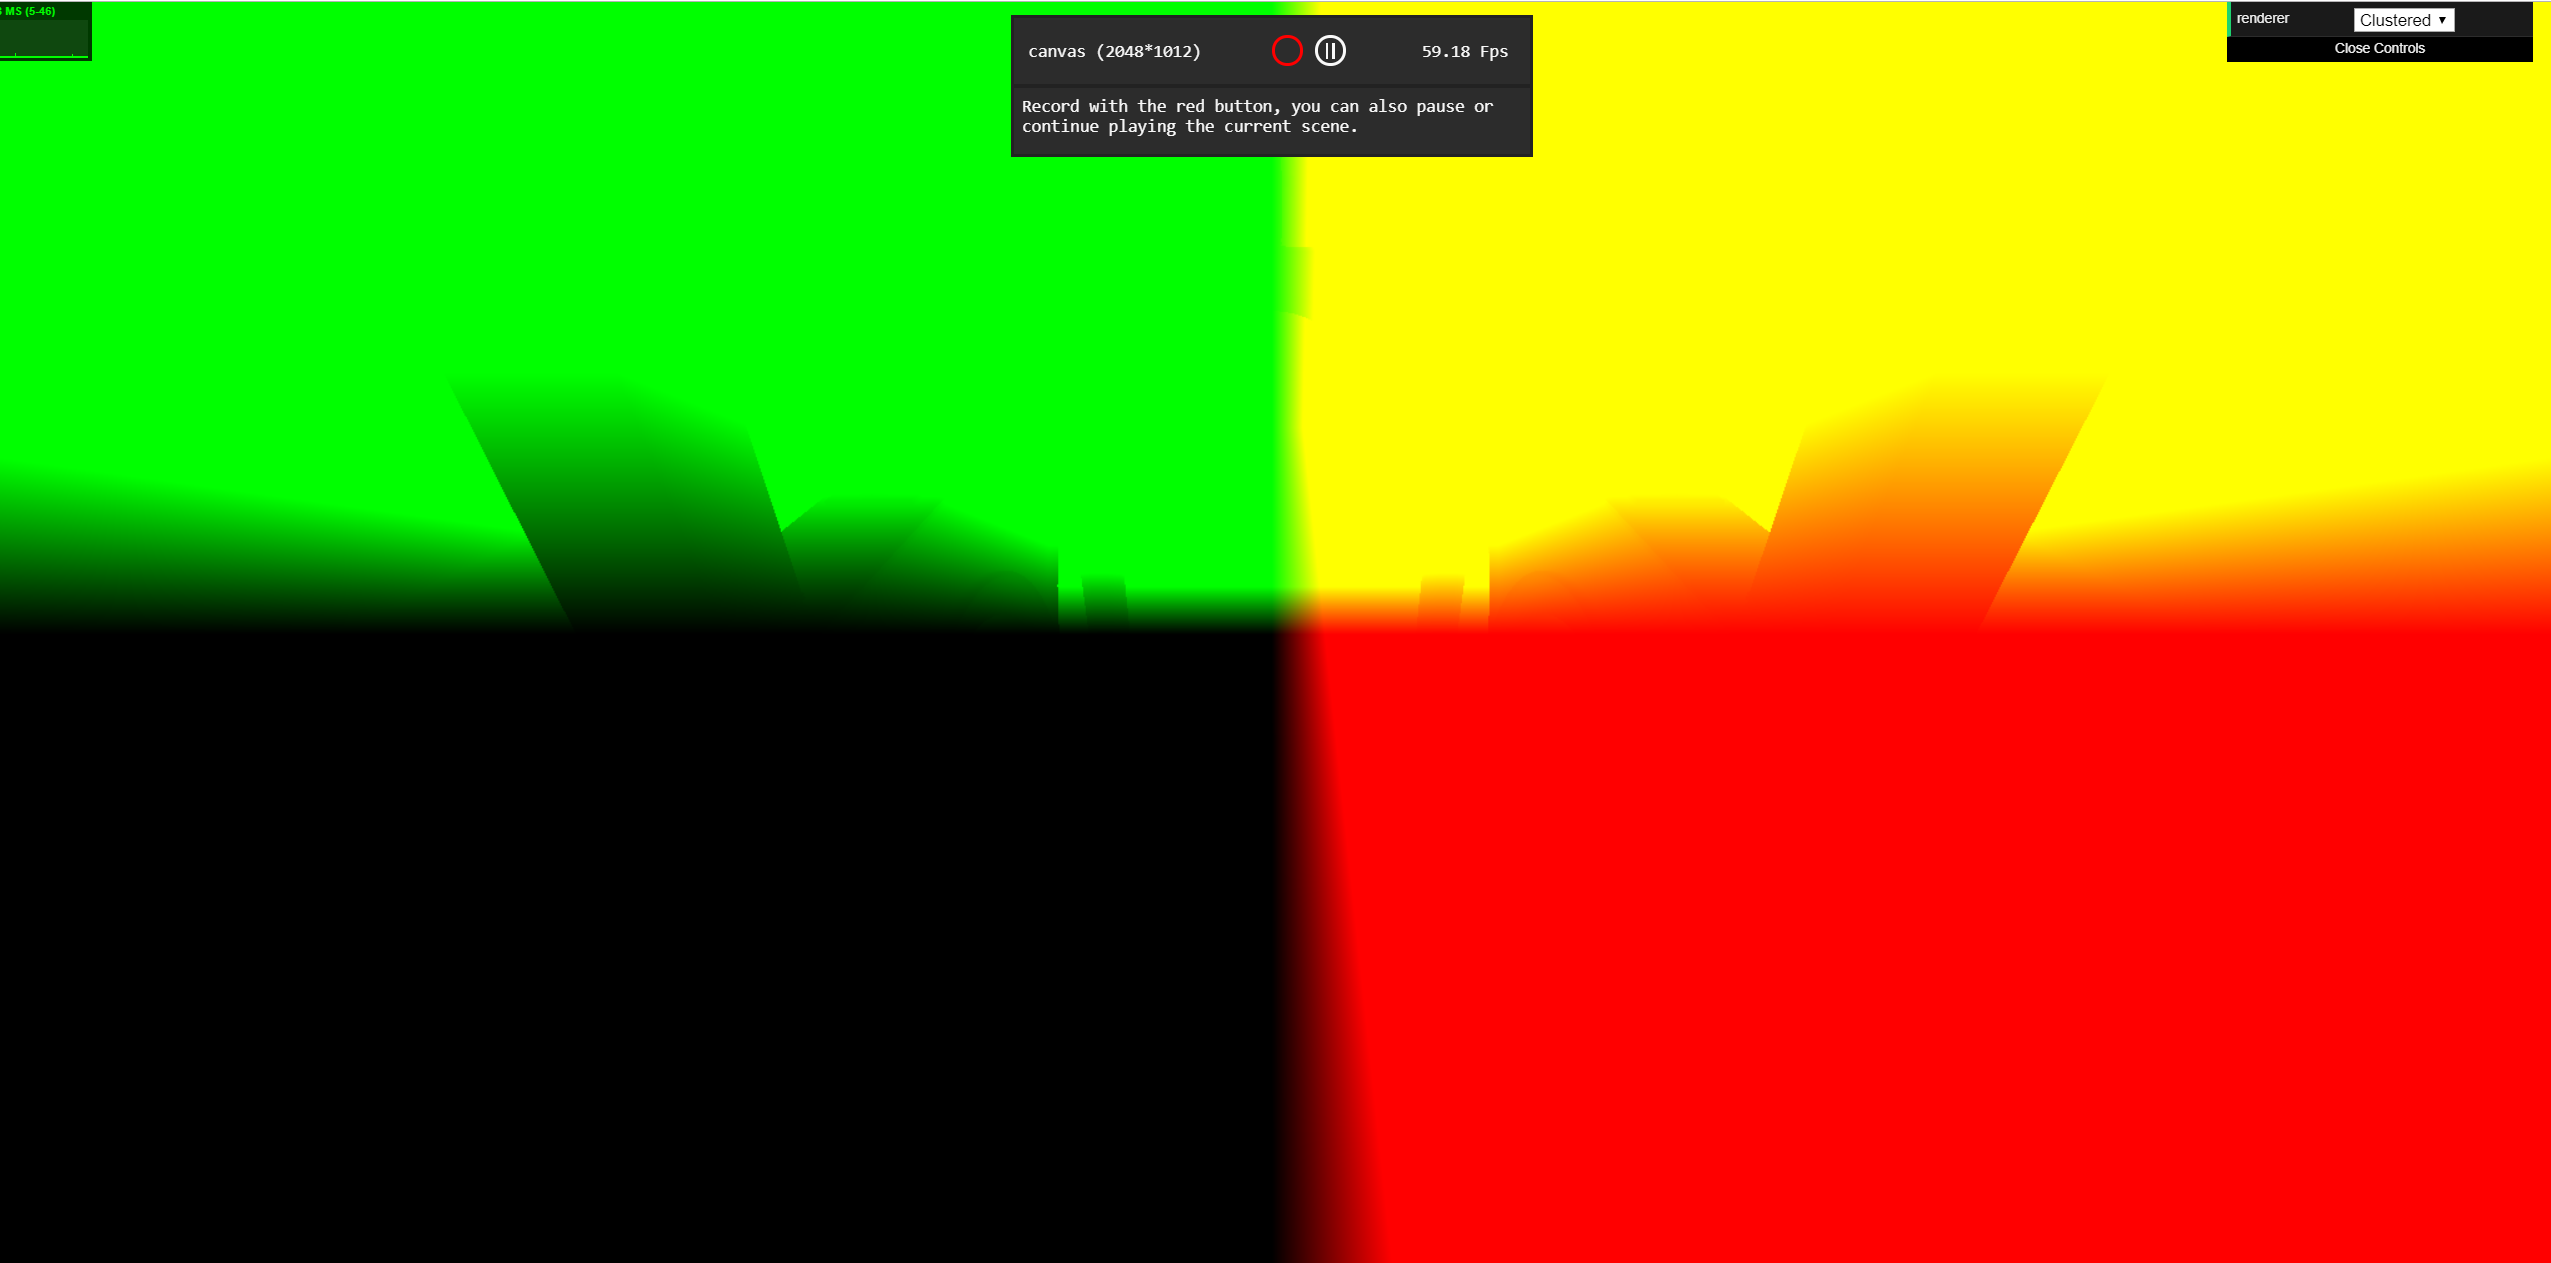 MS (5-46)
canvas (2048*1012)
59.18 Fps
Record with the red button, you can also pause or
continue playing the current scene.
renderer
Clustered
Close Controls